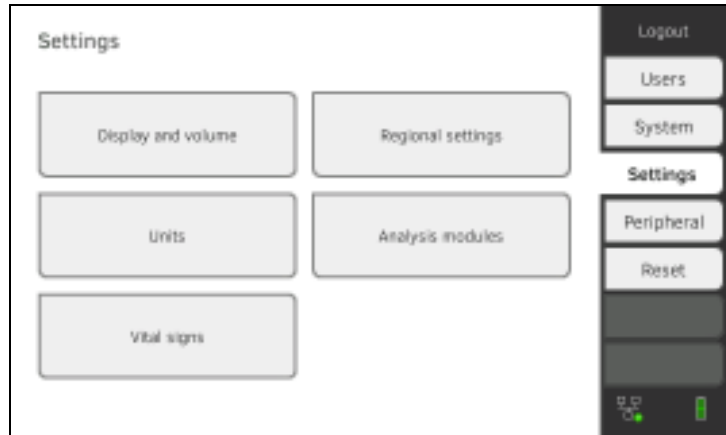 Settings
Display and volume
Regional settings
Units
Analysis modules
Vital signs
Logout
Users
System
Settings
Peripheral
Reset